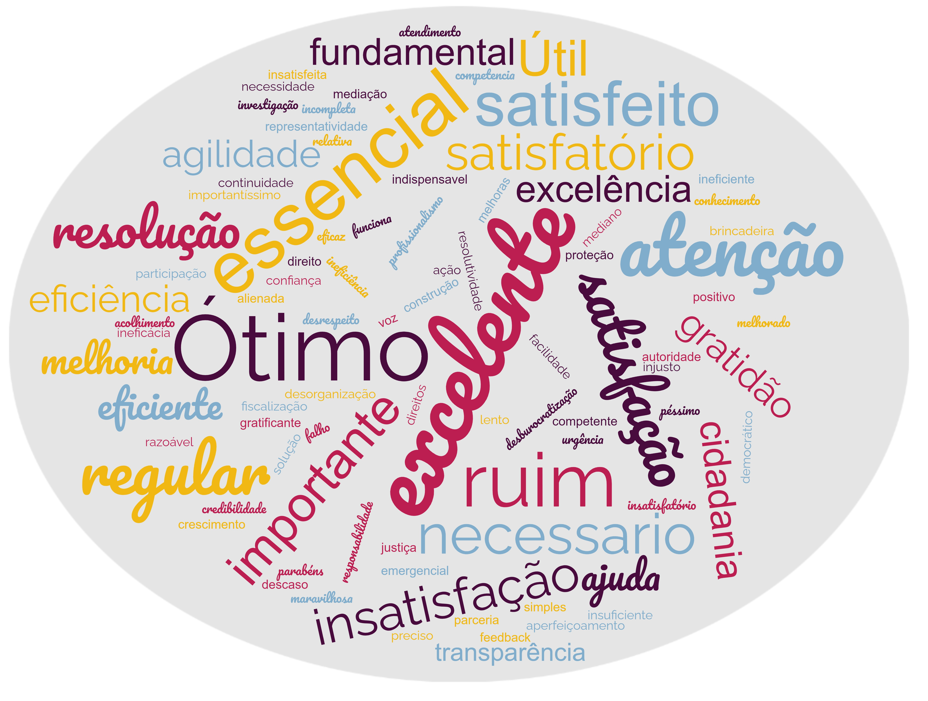 atendimento
fundamental
Útil
insatisfeita
competencia
necessidade
mediação
essencial
satisfeito
investigação
incompleta
representatividade
relativa
agilidade
satisfatório
continuidade
indispensavel
excelência
ineficiente
importantissimo
melhoras
conhecimento
resolução
eficaz
funciona
profissionalismo
mediano
atenção
brincadeira
direito
ineficiência
resolutividade
excelente
proteção
participação
confiança
ação
construção
satisfação
eficiência
alienada
positivo
acolhimento
ineficácia
Ótimo
desrespeito
voz
gratidão
melhorado
melhoria
facilidade
autoridade
injusto
eficiente
fiscalização
desorganização
importante
direitos
péssimo
gratificante
falho
lento
desburocratização
competente
cidadania
democrático
razoável
solução
urgência
regular
ruim
credibilidade
insatisfatório
crescimento
responsabilidade
necessario
justiça
parabéns
descaso
emergencial
insatisfação
ajuda
maravilhosa
simples
parceria
insuficiente
aperfeiçoamento
preciso
feedback
transparência